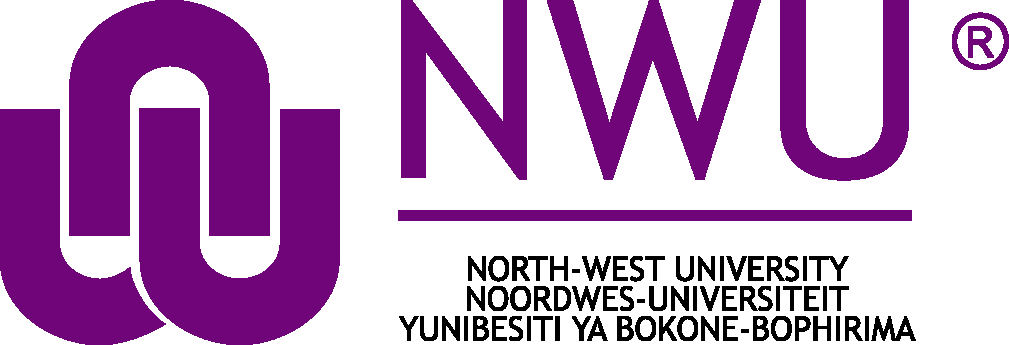 NWU ®
NORTH-WEST UNIVERSITY
NOORDWES-UNIVERSITEIT
YUNIBESITI YA BOKONE-BOPHIRIMA